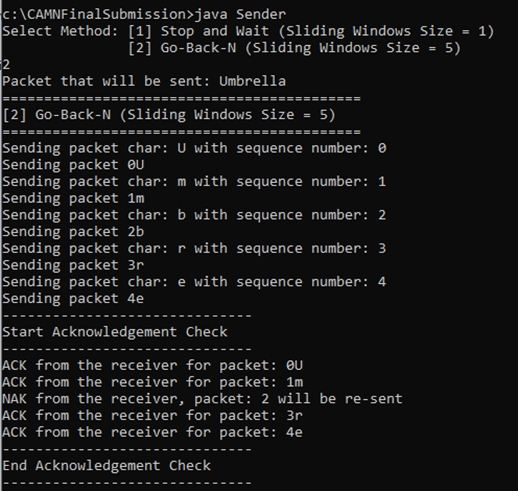 c:\CAMNFinalSubmission>java Sender
Select Method: [1] Stop and Wait (Sliding Windows Size = 1)
[2] Go-Back-N (Sliding Windows Size = 5)
2
Packet that will be sent: Umbrella
===========================================
[2] Go-Back-N (Sliding Windows Size = 5)
===========================================
Sending packet char: U with sequence number: 0
Sending packet 0U
Sending packet char: m with sequence number: 1
Sending packet 1m
Sending packet char: b with sequence number: 2
Sending packet 2b
Sending packet char: r with sequence number: 3
Sending packet 3r
Sending packet char: e with sequence number: 4
Sending packet 4e
------------------------------
Start Acknowledgement Check
------------------------------
ACK from the receiver for packet: 0U
ACK from the receiver for packet: 1m
NAK from the receiver, packet: 2 will be re-sent
ACK from the receiver for packet: 3r
ACK from the receiver for packet: 4e
------------------------------
End Acknowledgement Check
------------------------------